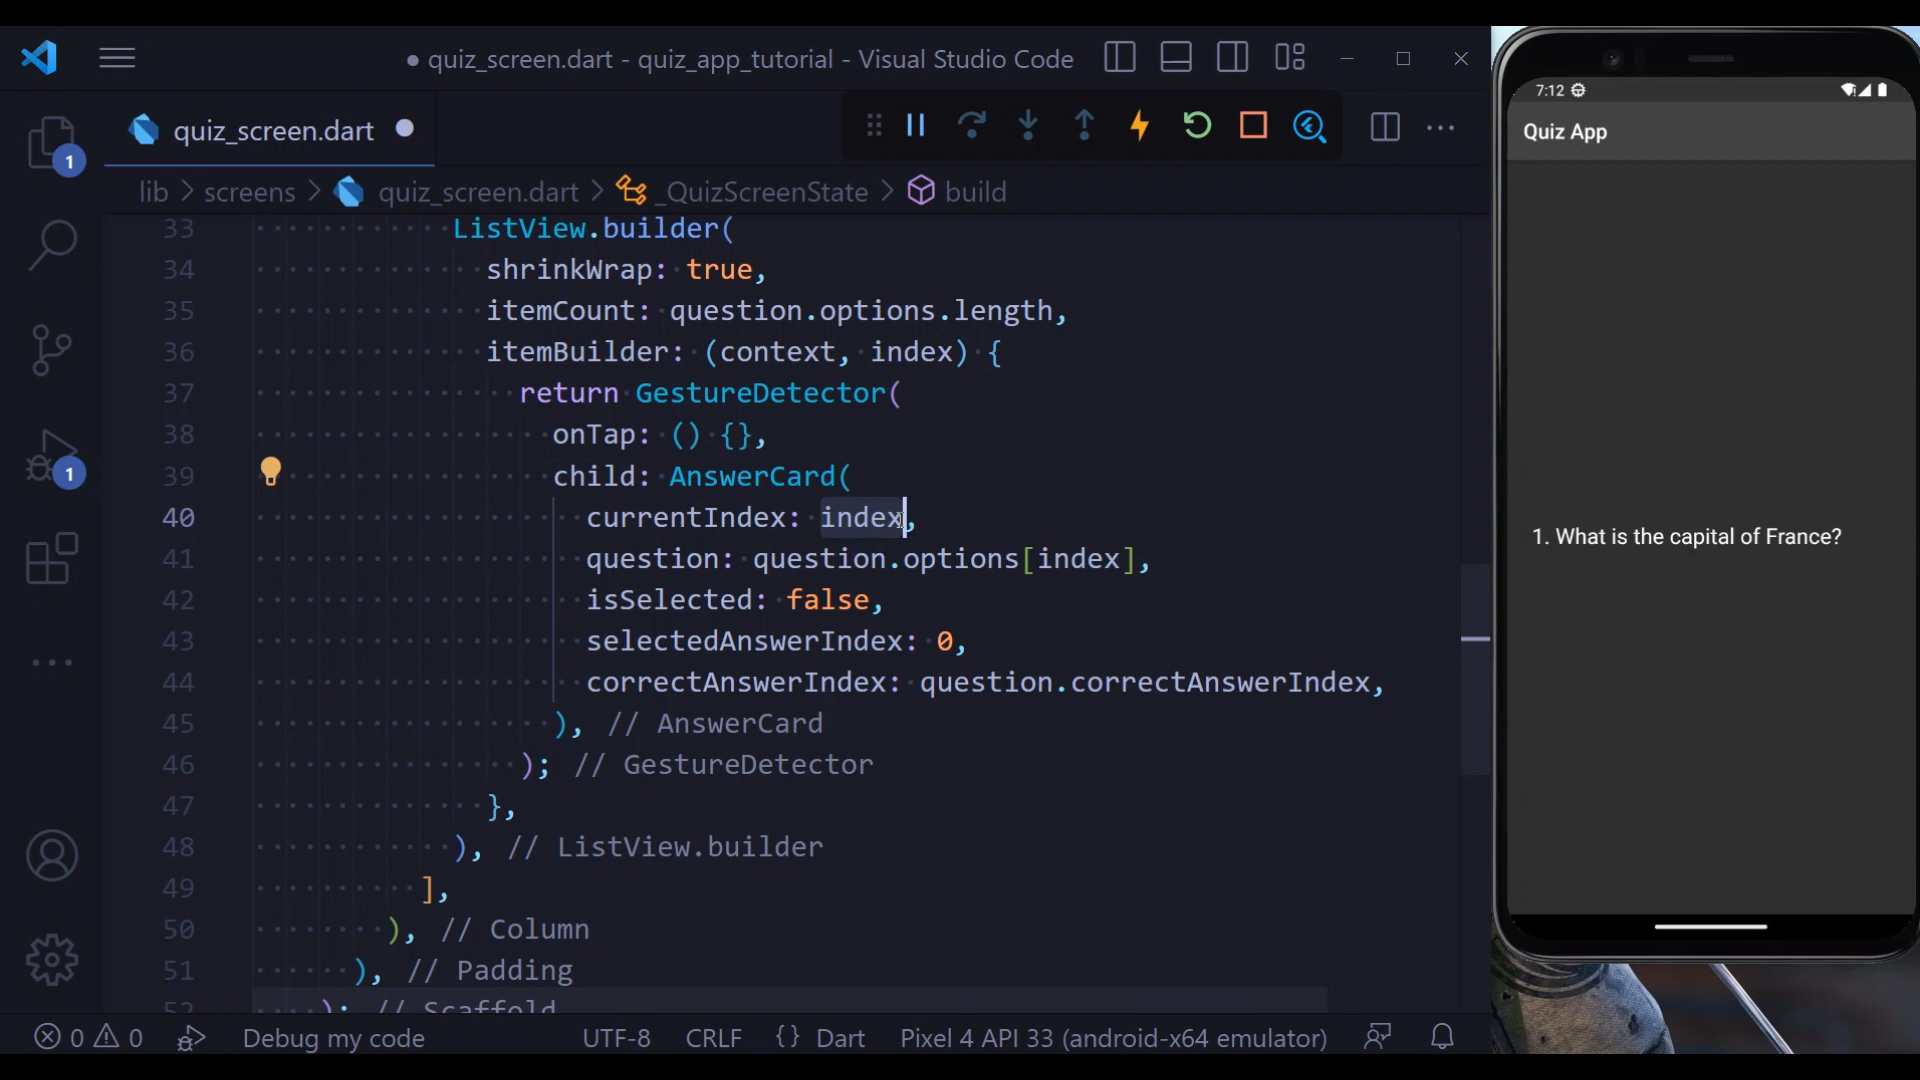 ● quiz_screen.dart - quiz_app_tutorial - Visual Studio Code
quiz_screen.dart
lib > screens > quiz_screen.dart > _QuizScreenState > build
33 ListView.builder(
34 shrinkWrap: true,
35 itemCount: question.options.length,
36 itemBuilder: (context, index) {
37 return GestureDetector(
38 onTap: () {},
39 child: AnswerCard(
40 currentIndex: index,
41 question: question.options[index],
42 isSelected: false,
43 selectedAnswerIndex: 0,
44 correctAnswerIndex: question.correctAnswerIndex,
45 ), // AnswerCard
46 ); // GestureDetector
47 },
48 ), // ListView.builder
49 ],
50 ), // Column
51 ), // Padding
52 ); // Scaffold
1
1
0 0 Debug my code UTF-8 CRLF {} Dart Pixel 4 API 33 (android-x64 emulator)
7:12
Quiz App
1. What is the capital of France?